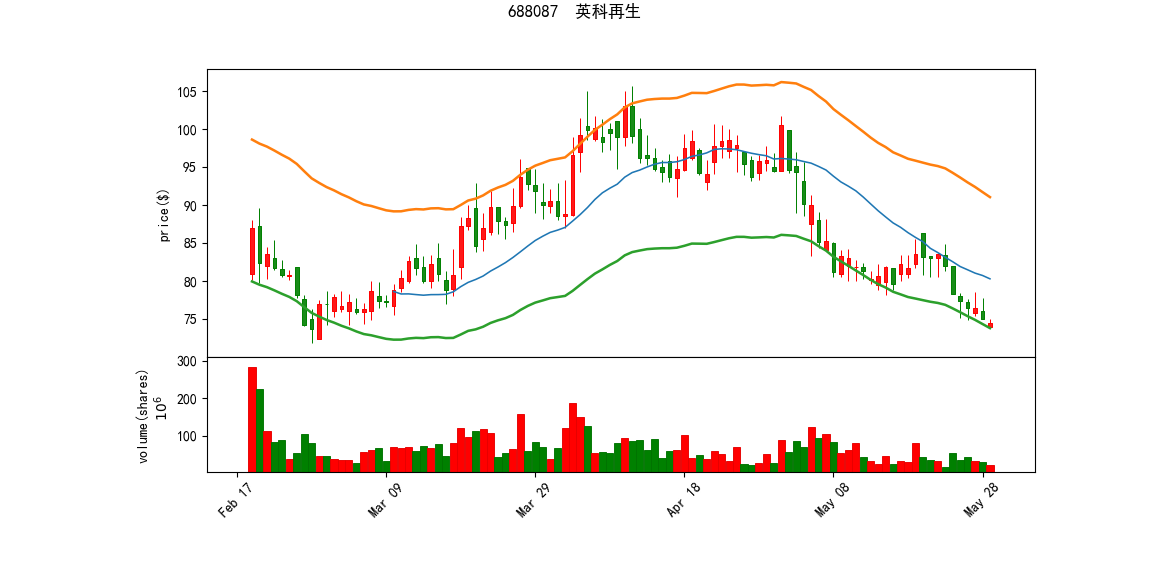 688087 英科再生
price($)
105
100
95
90
85
80
75
volume(shares)
10^6
300
200
100
Feb 17
Mar 09
Mar 29
Apr 18
May 08
May 28